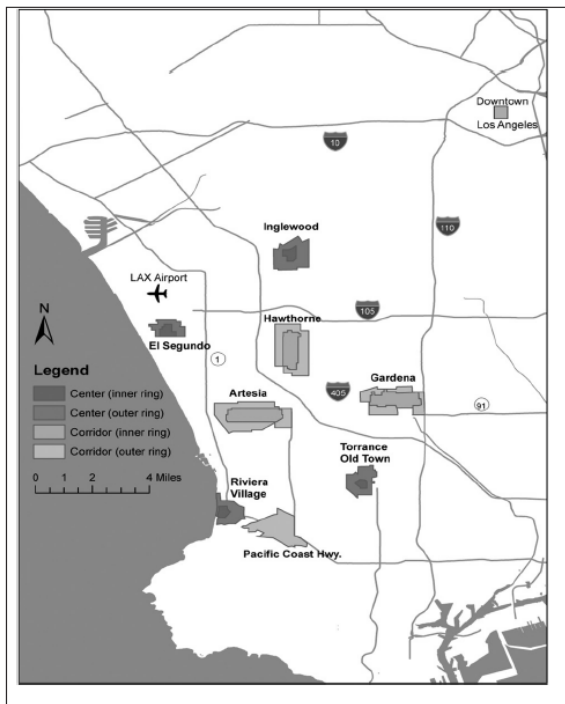 Downtown
Los Angeles
10
110
Inglewood
LAX Airport
N
105
Hawthorne
El Segundo
1
Legend
Center (inner ring)
Center (outer ring)
Corridor (inner ring)
Corridor (outer ring)
0 2 4 Miles
Artesia
405
Gardena
91
Torrance
Old Town
Riviera
Village
Pacific Coast Hwy.